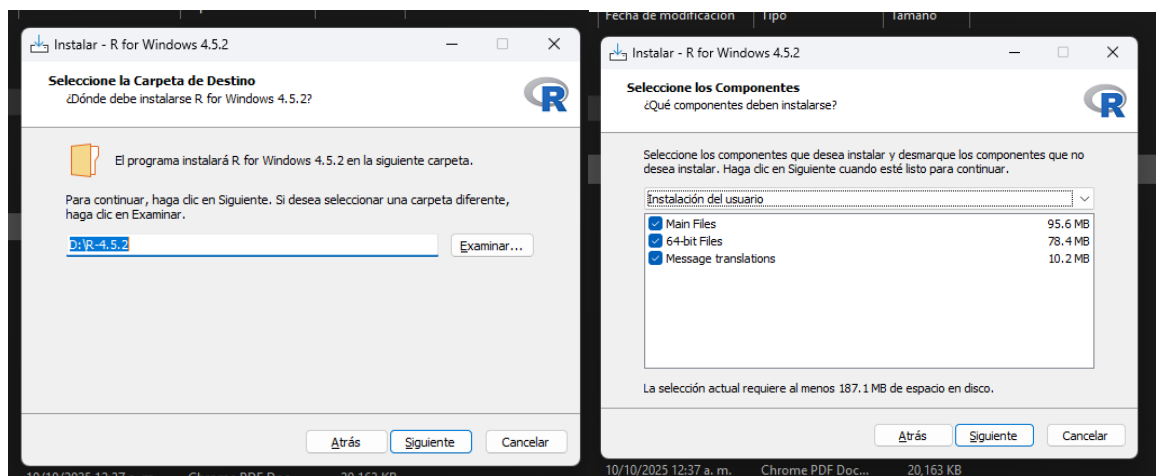 Instalar - R for Windows 4.5.2
Seleccione la Carpeta de Destino
¿Dónde debe instalarse R for Windows 4.5.2?
R
El programa instalará R for Windows 4.5.2 en la siguiente carpeta.
Para continuar, haga clic en Siguiente. Si desea seleccionar una carpeta diferente,
haga clic en Examinar.
D:\R-4.5.2
Examinar...
Atrás
Siguiente
Cancelar
Fecha de modificación
Tipo
Tamaño
Instalar - R for Windows 4.5.2
Seleccione los Componentes
¿Qué componentes deben instalarse?
R
Seleccione los componentes que desea instalar y desmarque los componentes que no
desea instalar. Haga clic en Siguiente cuando esté listo para continuar.
Instalación del usuario
Main Files 95.6 MB
64-bit Files 78.4 MB
Message translations 10.2 MB
La selección actual requiere al menos 187.1 MB de espacio en disco.
Atrás
Siguiente
Cancelar
10/10/2025 12:37 a. m. Chrome PDF Doc... 20,163 KB